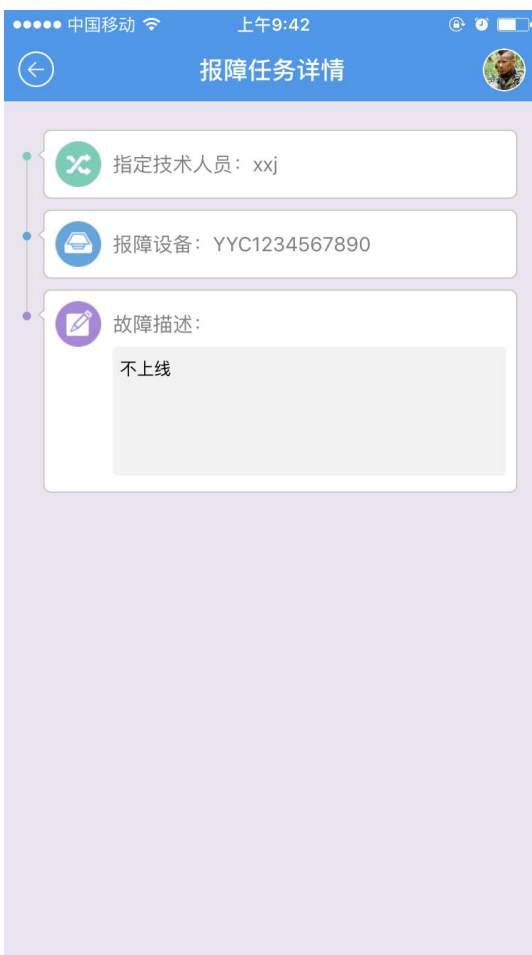 中国移动
上午9:42
报障任务详情
指定技术人员：xxj
报障设备：YYC1234567890
故障描述：
不上线